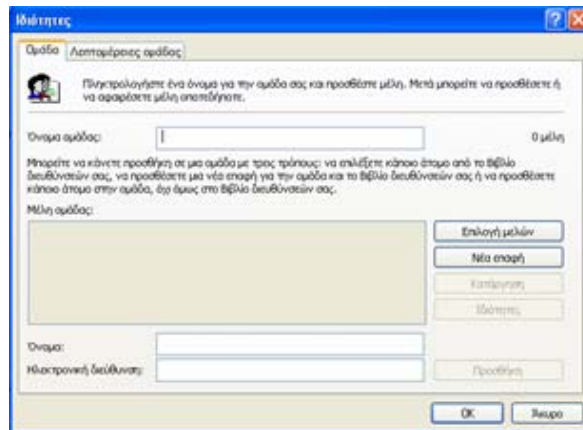 Ιδιότητες
Ομάδα
Λεπτομέρειες ομάδας
Πληκτρολογήστε ένα όνομα για την ομάδα σας και προσθέστε μέλη. Μετά μπορείτε να προσθέσετε ή
να αφαιρέσετε μέλη οποτεδήποτε.
Όνομα ομάδας:
0 μέλη
Μπορείτε να κάνετε προσθήκη σε μια ομάδα με τρεις τρόπους: να επιλέξετε κάποιο άτομο από το Βιβλίο
διευθύνσεών σας, να προσθέσετε μια νέα επαφή για την ομάδα και το Βιβλίο διευθύνσεών σας ή να προσθέσετε
κάποιο άτομο στην ομάδα, όχι όμως στο Βιβλίο διευθύνσεών σας.
Μέλη ομάδας:
Επιλογή μελών
Νέα επαφή
Κατάργηση
Ιδιότητες
Όνομα:
Ηλεκτρονική διεύθυνση:
Προσθήκη
OK
Άκυρο